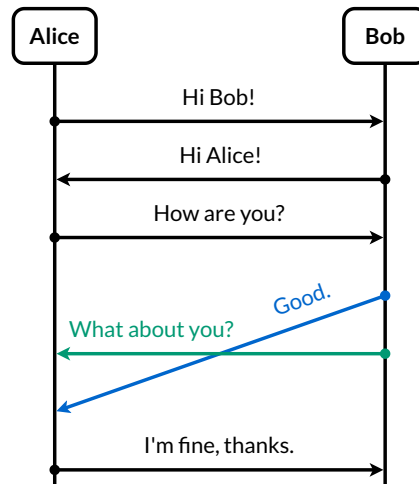 Alice
Bob
Hi Bob!
Hi Alice!
How are you?
Good.
What about you?
I'm fine, thanks.